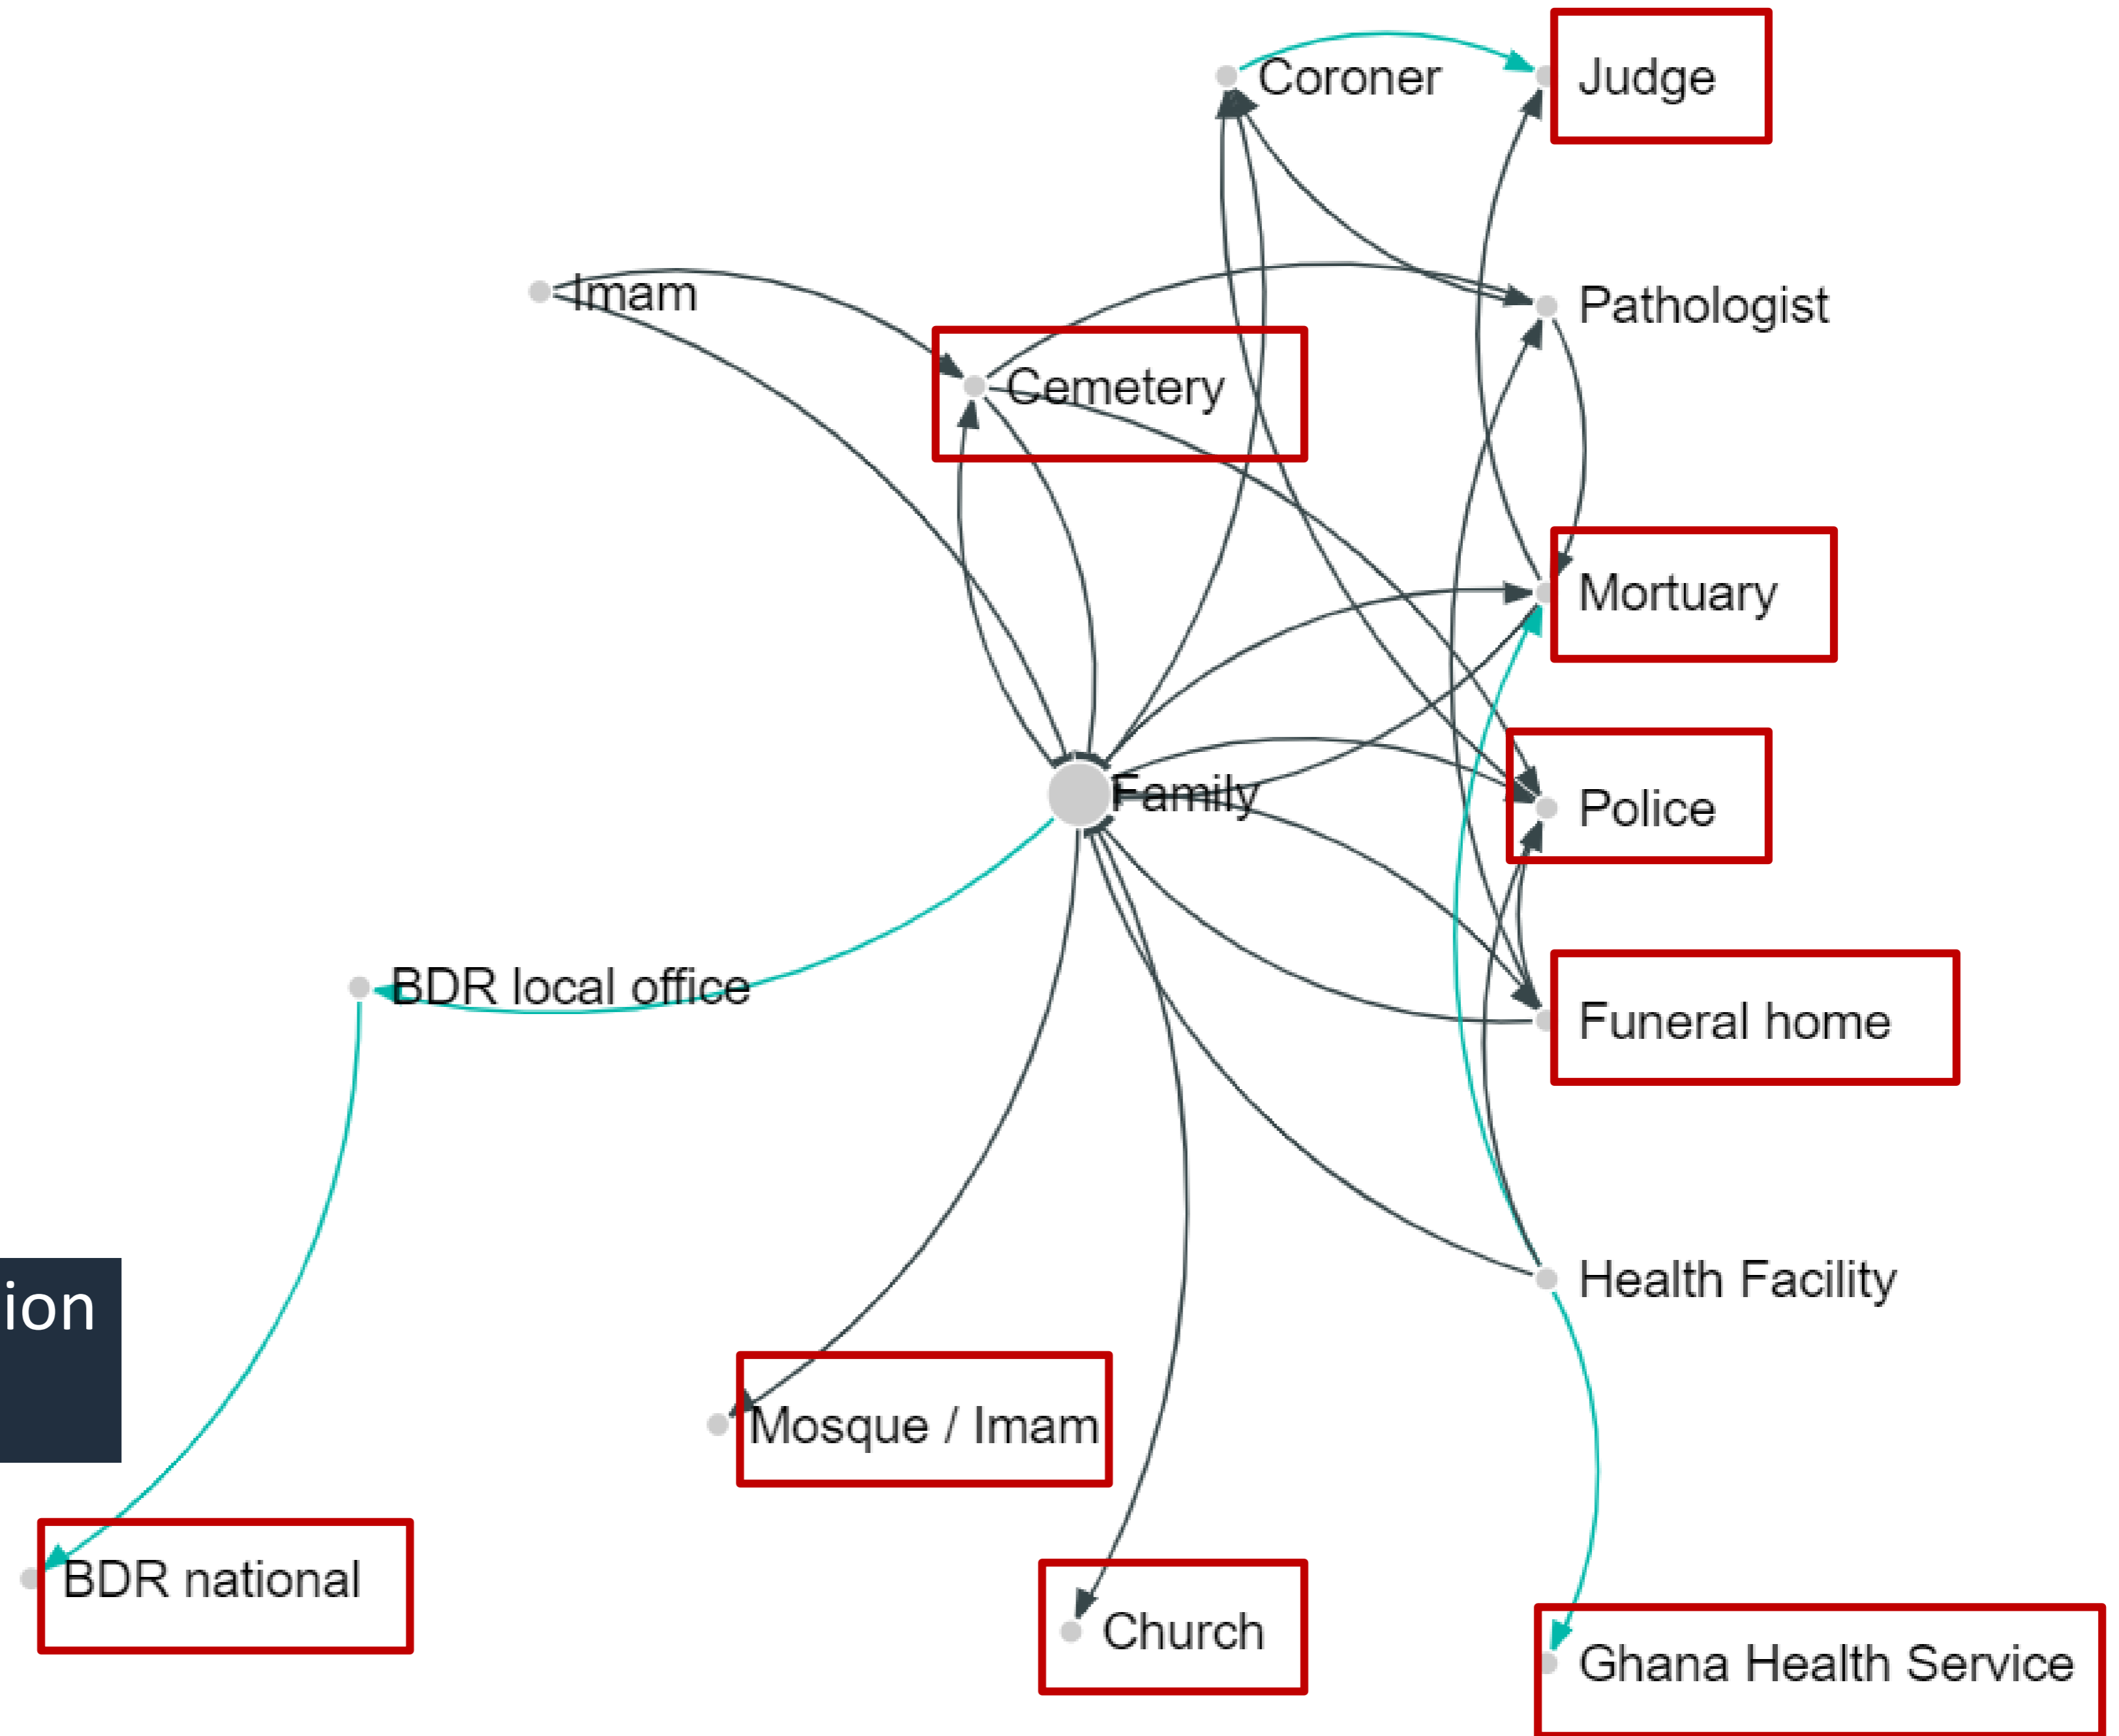 Coroner
Judge
Imam
Pathologist
Cemetery
Mortuary
Family
Police
BDR local office
Funeral home
Health Facility
ion
Mosque / Imam
BDR national
Church
Ghana Health Service